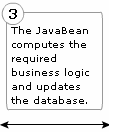 3
The JavaBean
computes the
required
business logic
and updates
the database.